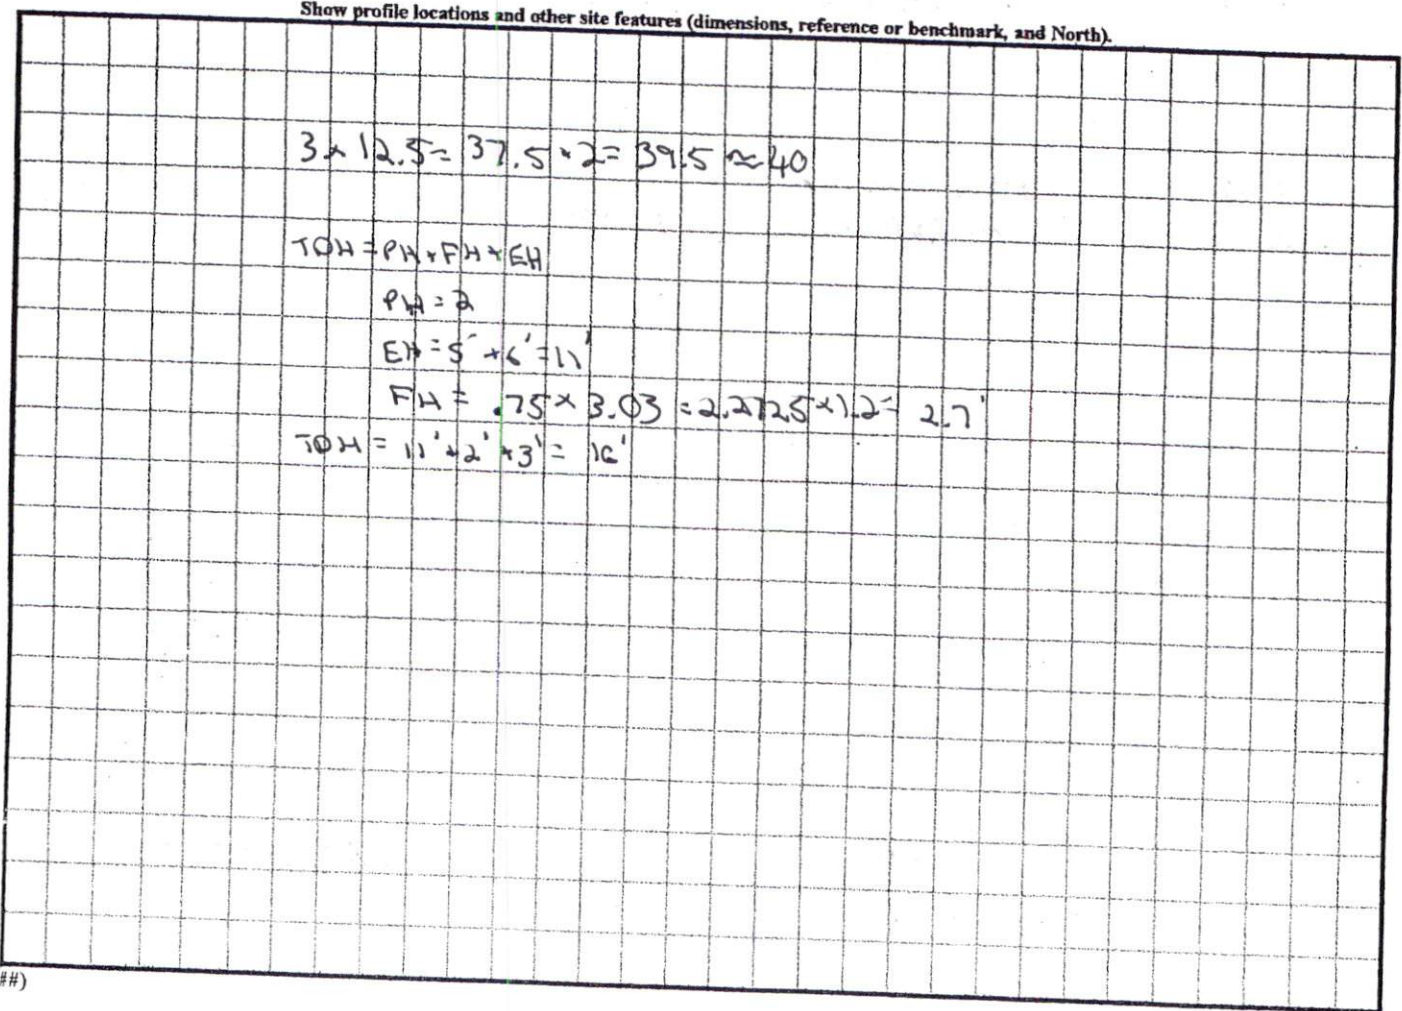 Show profile locations and other site features (dimensions, reference or benchmark, and North).
3 x 12.5 = 37.5 + 2 = 39.5 ≈ 40
TDH = PH + FH + EH
PH = 2
EH = 5' + 6' = 11'
FH = .75 x 3.03 = 2.2725 x 1.2 = 2.7'
TDH = 11' + 2' + 3' = 16'
##)